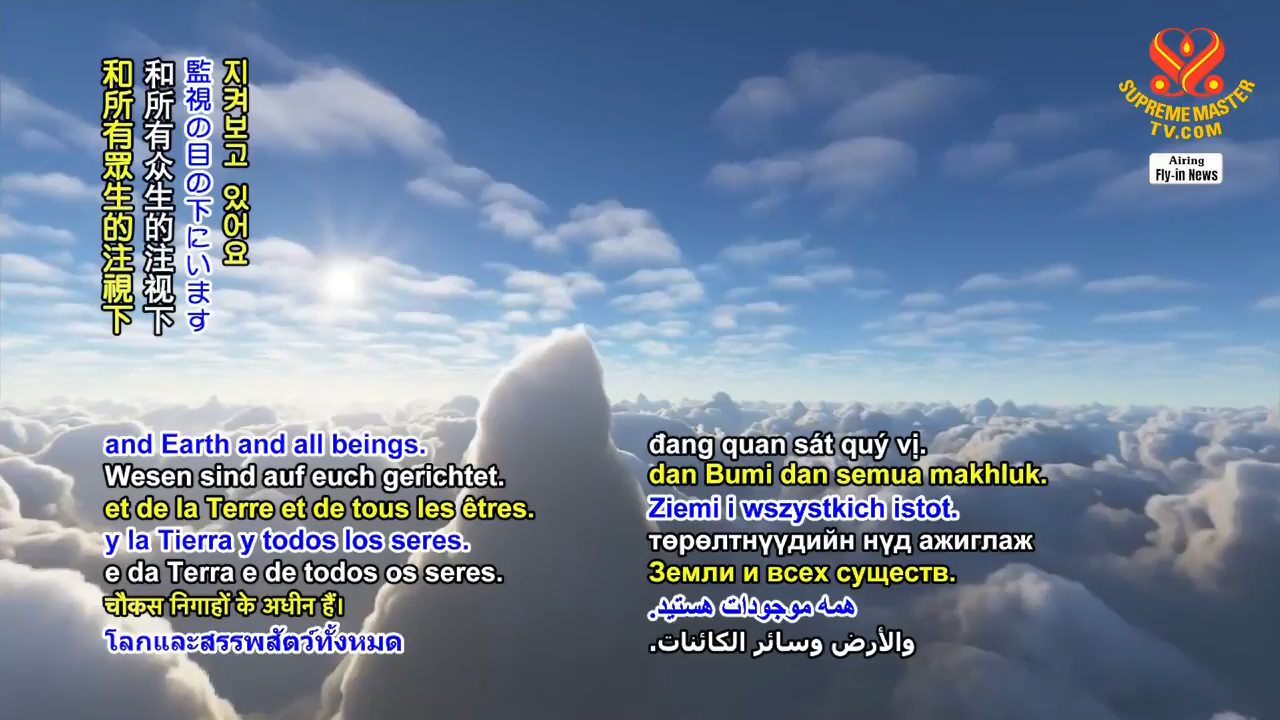 지켜보고 있어요
監視の目の下にいます
和所有众生的注视下
和所有眾生的注視下
SUPREME MASTER
TV.COM
Airing
Fly-in News
and Earth and all beings.
Wesen sind auf euch gerichtet.
et de la Terre et de tous les êtres.
y la Tierra y todos los seres.
e da Terra e de todos os seres.
चौकस निगाहों के अधीन हैं।
โลกและสรรพสัตว์ทั้งหมด
đang quan sát quý vị.
dan Bumi dan semua makhluk.
Ziemi i wszystkich istot.
төрөлтнүүдийн нүд ажиглаж
Земли и всех существ.
همه موجودات هستید.
والأرض وسائر الكائنات.